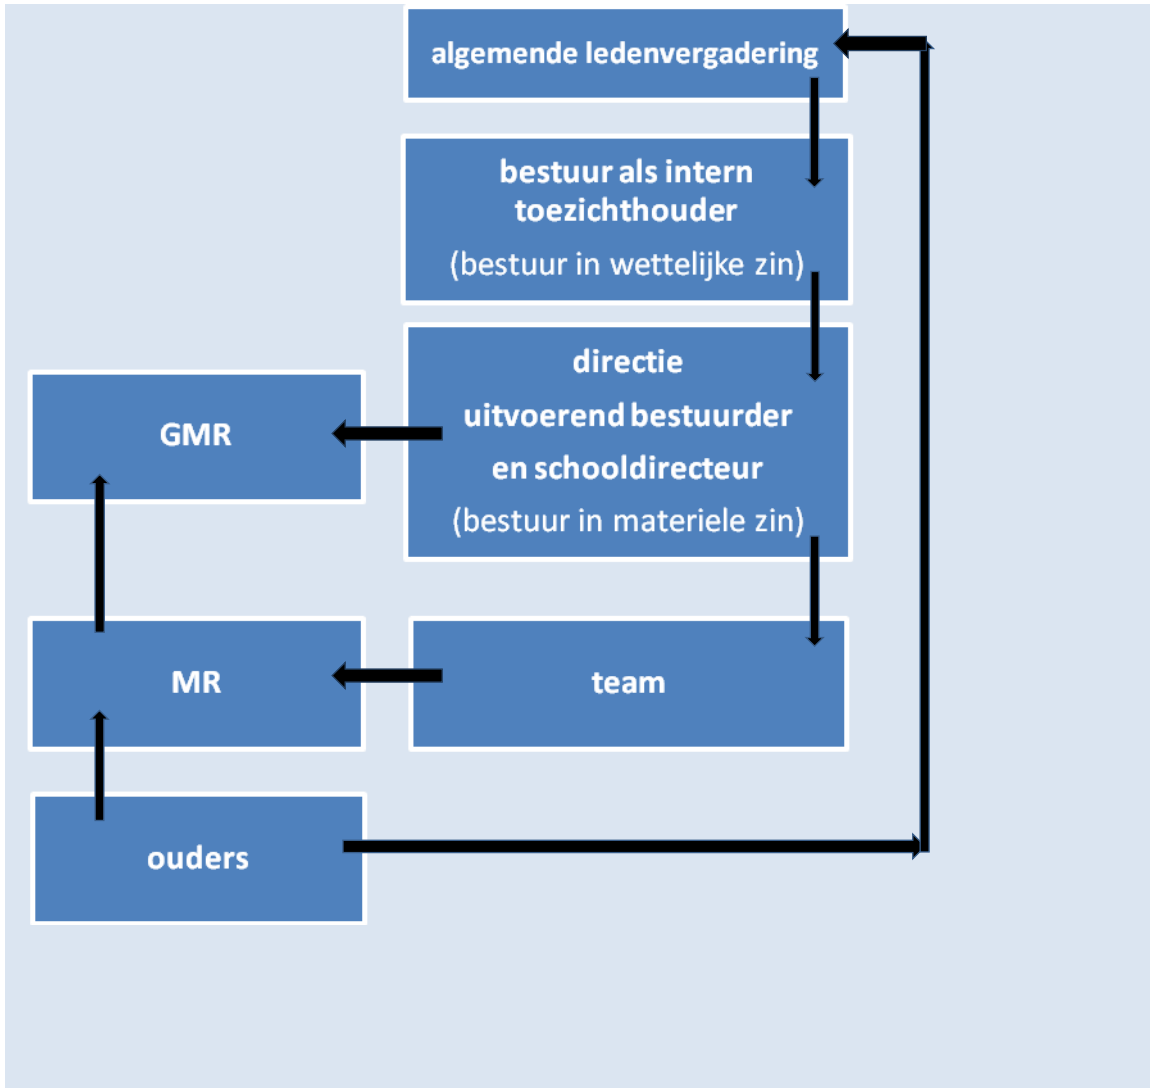 algemende ledenvergadering
bestuur als intern
toezichthouder
(bestuur in wettelijke zin)
directie
uitvoerend bestuurder
en schooldirecteur
(bestuur in materiele zin)
GMR
MR
team
ouders